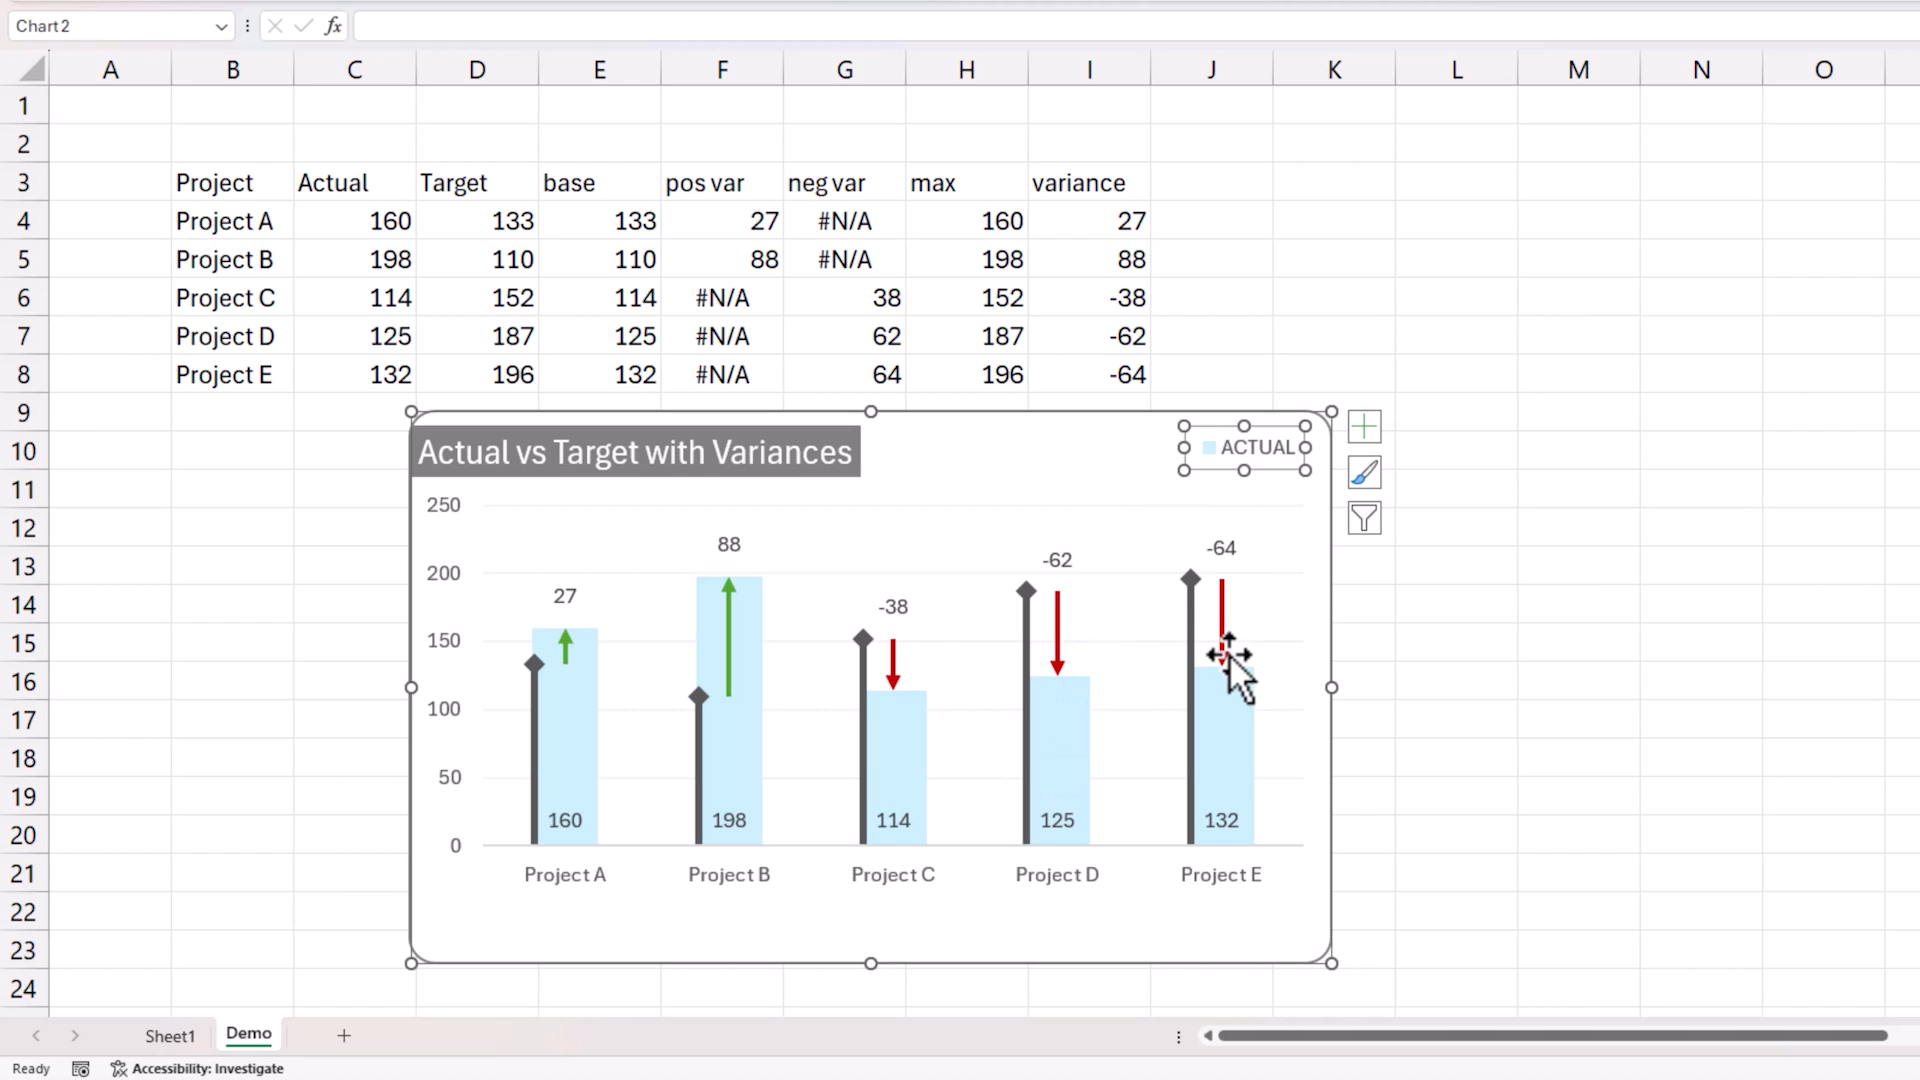 Chart 2
fx
A B C D E F G H I J K L M N O
1
2
3 Project Actual Target base pos var neg var max variance
4 Project A 160 133 133 27 #N/A 160 27
5 Project B 198 110 110 88 #N/A 198 88
6 Project C 114 152 114 #N/A 38 152 -38
7 Project D 125 187 125 #N/A 62 187 -62
8 Project E 132 196 132 #N/A 64 196 -64
9
10
11
12
13
14
15
16
17
18
19
20
21
22
23
24
Actual vs Target with Variances
ACTUAL
250
200
150
100
50
0
27 88 -38 -62 -64
160 198 114 125 132
Project A Project B Project C Project D Project E
Sheet1 Demo
Ready Accessibility: Investigate